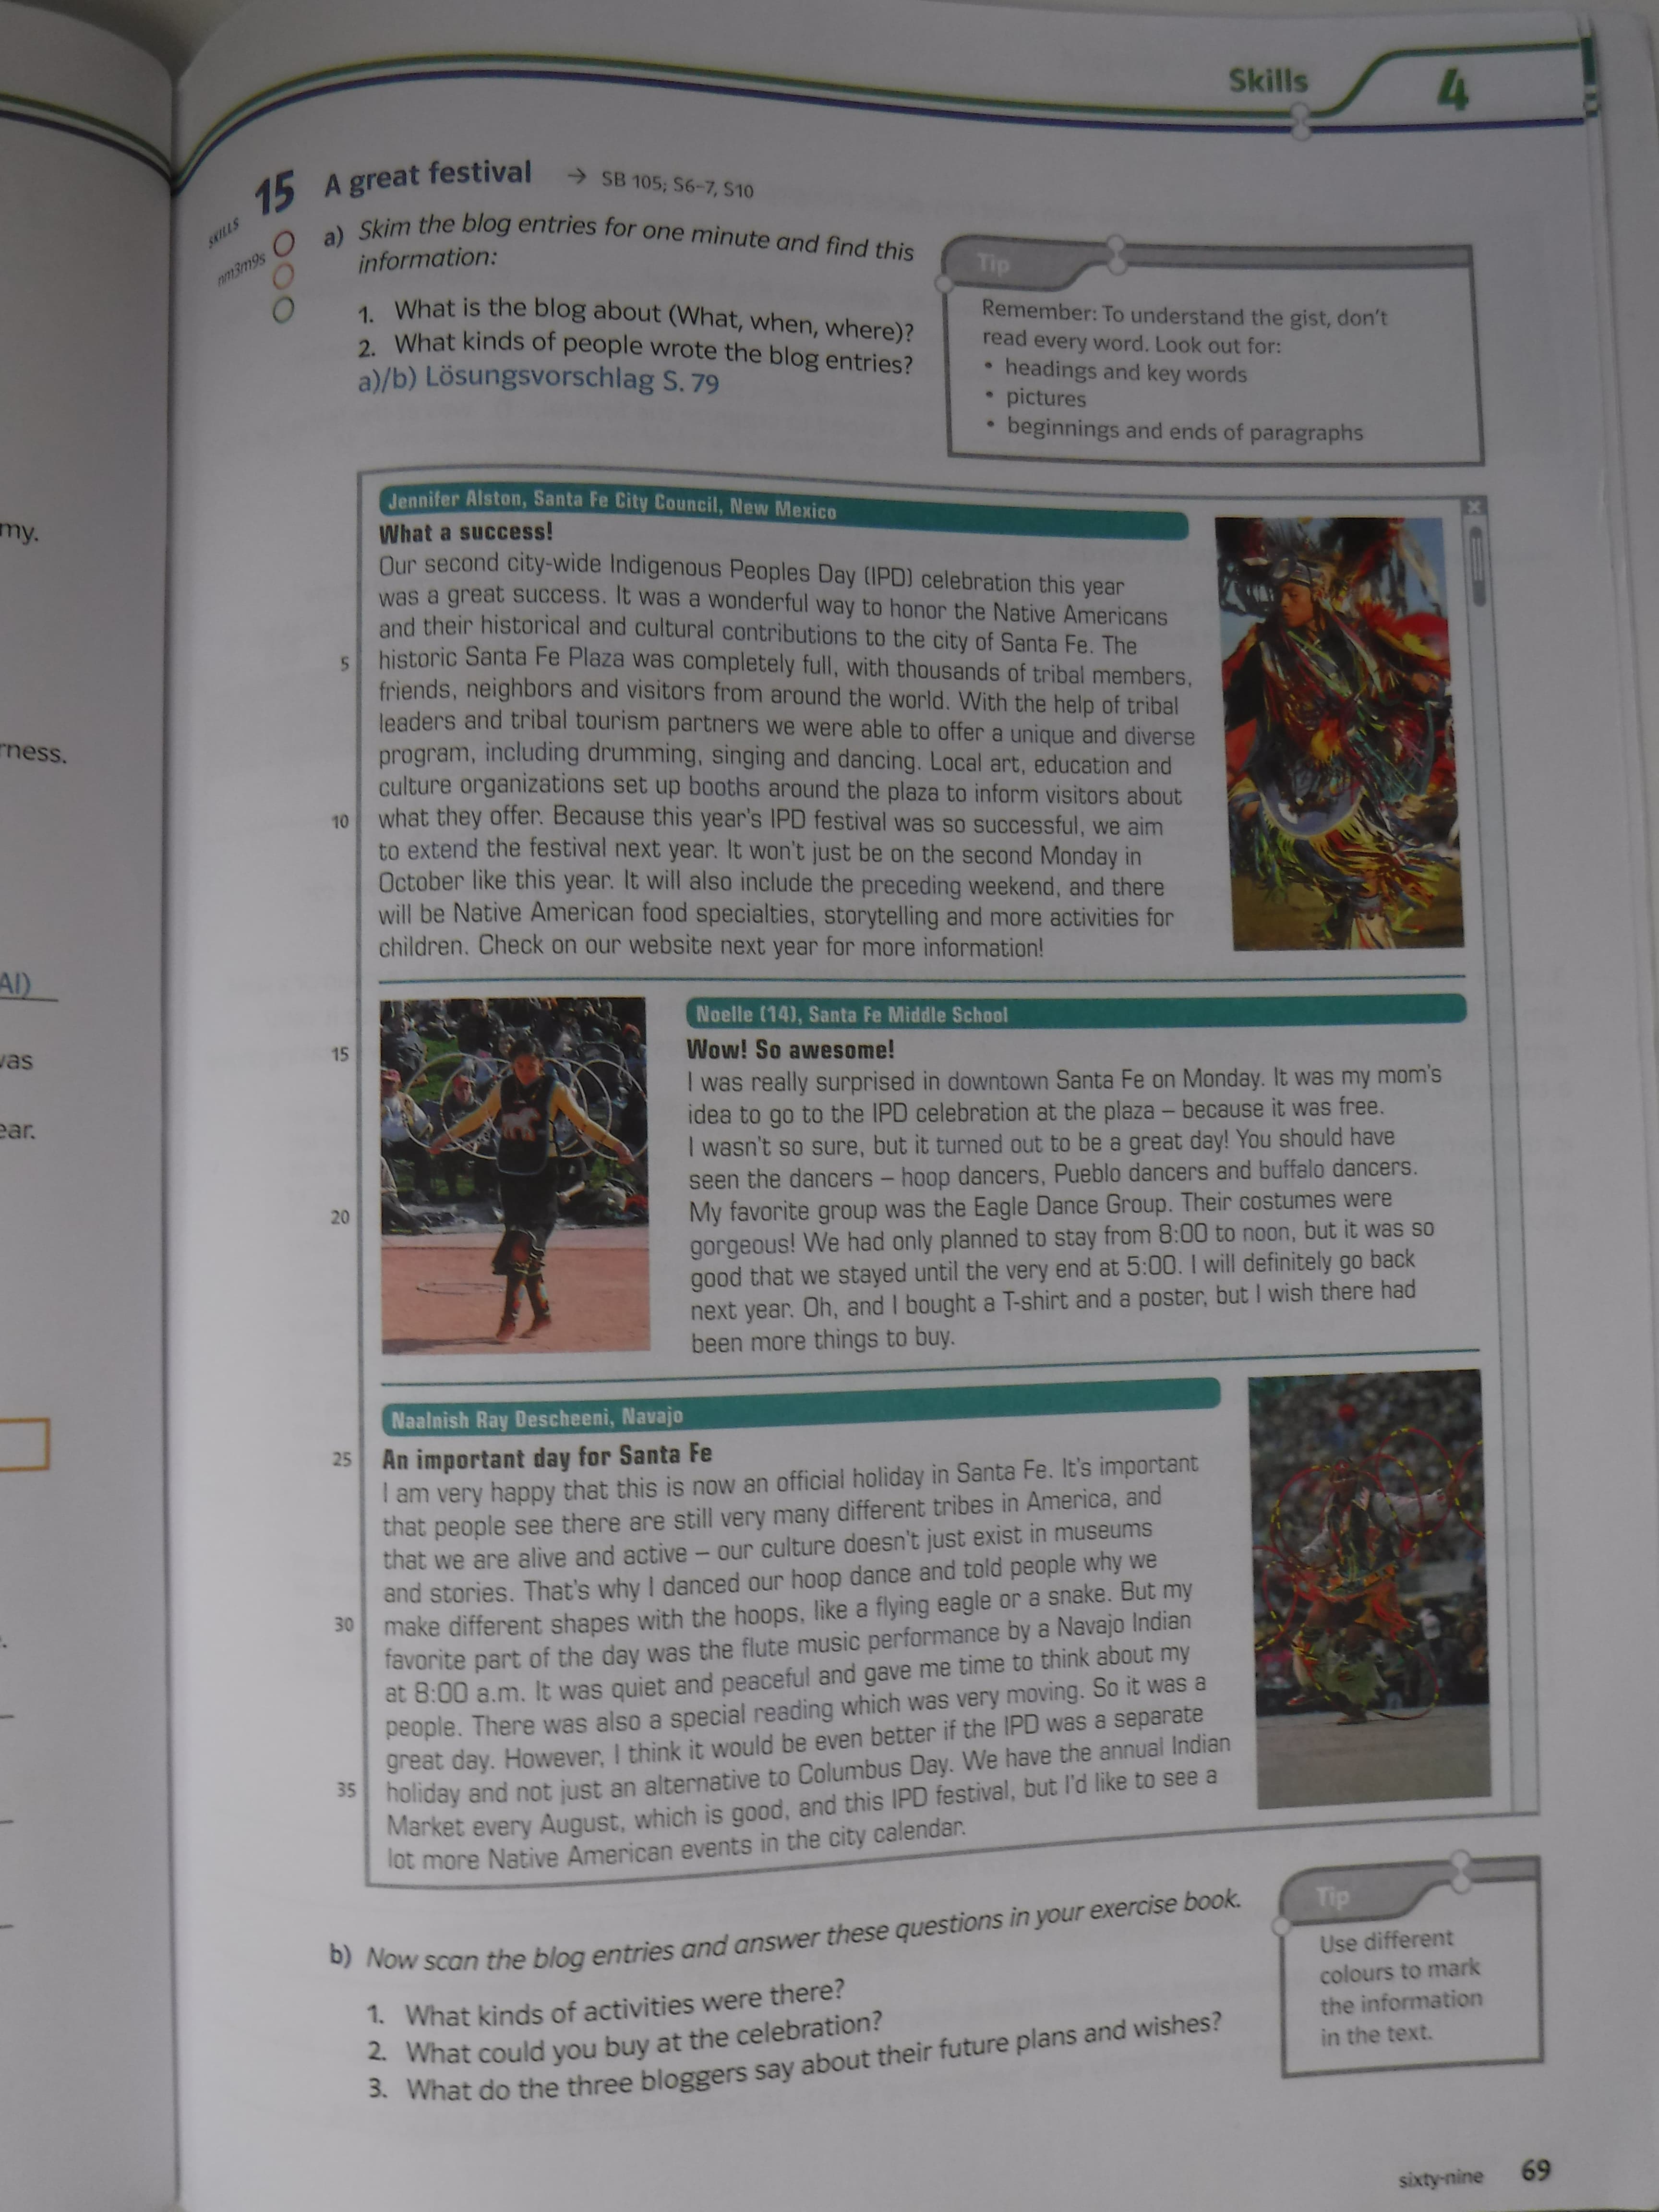 my.
rness.
AI)
vas
ear.
Skills 4
15 A great festival → SB 105; S6–7, S10
SKILLS
nm3m9s
a) Skim the blog entries for one minute and find this
information:
1. What is the blog about (What, when, where)?
2. What kinds of people wrote the blog entries?
a)/b) Lösungsvorschlag S. 79
Tip
Remember: To understand the gist, don't
read every word. Look out for:
• headings and key words
• pictures
• beginnings and ends of paragraphs
Jennifer Alston, Santa Fe City Council, New Mexico
What a success!
Our second city-wide Indigenous Peoples Day (IPD) celebration this year
was a great success. It was a wonderful way to honor the Native Americans
and their historical and cultural contributions to the city of Santa Fe. The
5 historic Santa Fe Plaza was completely full, with thousands of tribal members,
friends, neighbors and visitors from around the world. With the help of tribal
leaders and tribal tourism partners we were able to offer a unique and diverse
program, including drumming, singing and dancing. Local art, education and
culture organizations set up booths around the plaza to inform visitors about
10 what they offer. Because this year's IPD festival was so successful, we aim
to extend the festival next year. It won't just be on the second Monday in
October like this year. It will also include the preceding weekend, and there
will be Native American food specialties, storytelling and more activities for
children. Check on our website next year for more information!
Noelle (14), Santa Fe Middle School
15 Wow! So awesome!
I was really surprised in downtown Santa Fe on Monday. It was my mom's
idea to go to the IPD celebration at the plaza – because it was free.
I wasn't so sure, but it turned out to be a great day! You should have
seen the dancers – hoop dancers, Pueblo dancers and buffalo dancers.
20 My favorite group was the Eagle Dance Group. Their costumes were
gorgeous! We had only planned to stay from 8:00 to noon, but it was so
good that we stayed until the very end at 5:00. I will definitely go back
next year. Oh, and I bought a T-shirt and a poster, but I wish there had
been more things to buy.
Naalnish Ray Descheeni, Navajo
25 An important day for Santa Fe
I am very happy that this is now an official holiday in Santa Fe. It's important
that people see there are still very many different tribes in America, and
that we are alive and active – our culture doesn't just exist in museums
and stories. That's why I danced our hoop dance and told people why we
30 make different shapes with the hoops, like a flying eagle or a snake. But my
favorite part of the day was the flute music performance by a Navajo Indian
at 8:00 a.m. It was quiet and peaceful and gave me time to think about my
people. There was also a special reading which was very moving. So it was a
great day. However, I think it would be even better if the IPD was a separate
35 holiday and not just an alternative to Columbus Day. We have the annual Indian
Market every August, which is good, and this IPD festival, but I'd like to see a
lot more Native American events in the city calendar.
b) Now scan the blog entries and answer these questions in your exercise book.
1. What kinds of activities were there?
2. What could you buy at the celebration?
3. What do the three bloggers say about their future plans and wishes?
Tip
Use different
colours to mark
the information
in the text.
sixty-nine 69